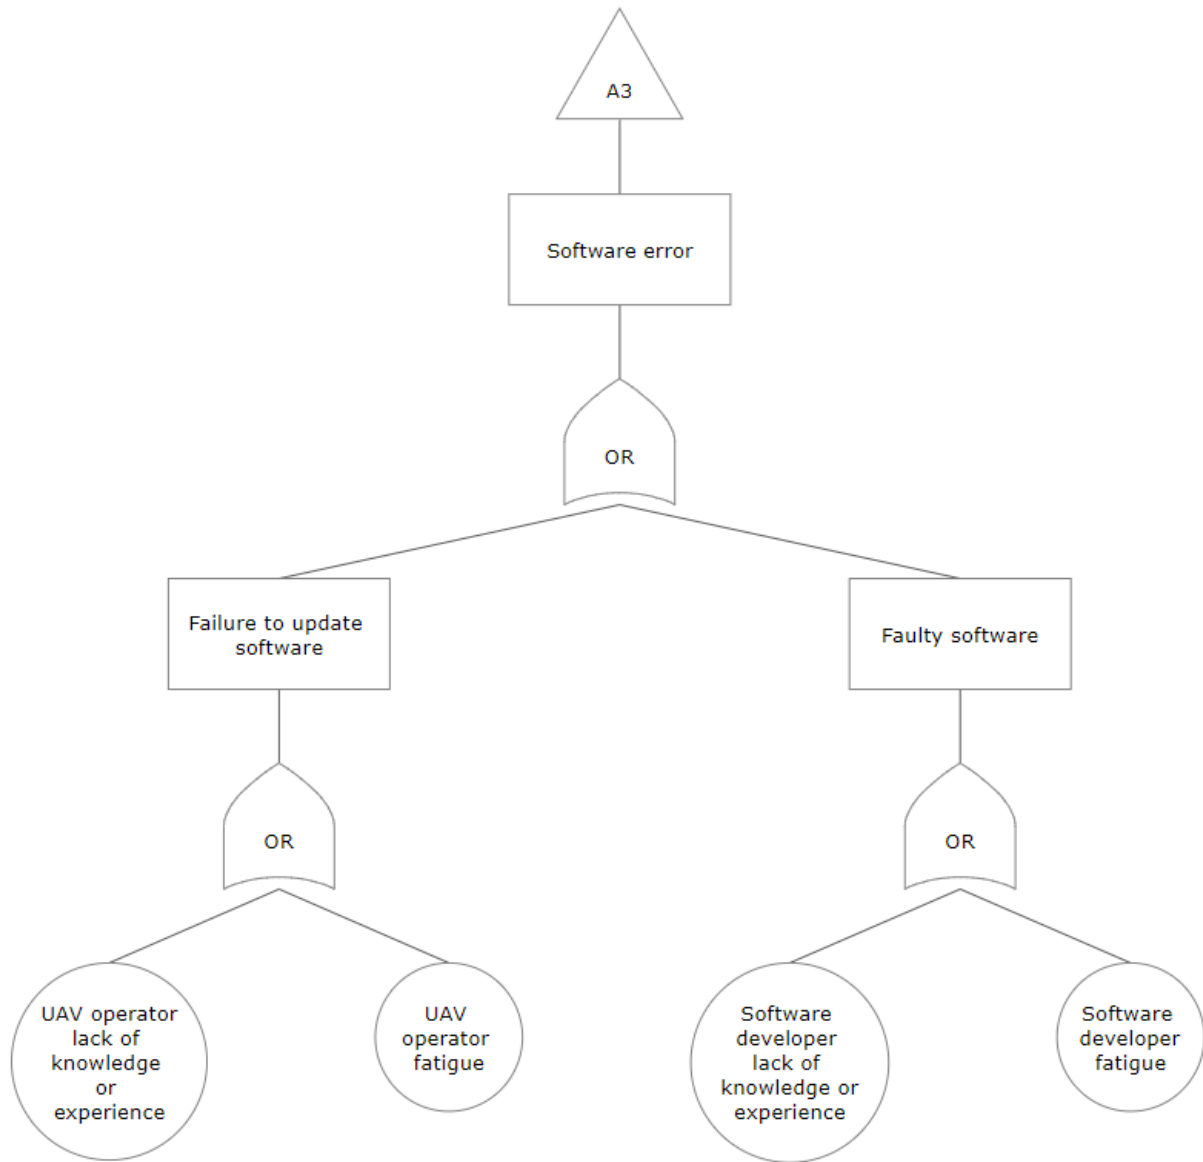 A3
Software error
OR
Failure to update
software
Faulty software
OR
OR
UAV operator
lack of
knowledge
or
experience
UAV
operator
fatigue
Software
developer
lack of
knowledge or
experience
Software
developer
fatigue